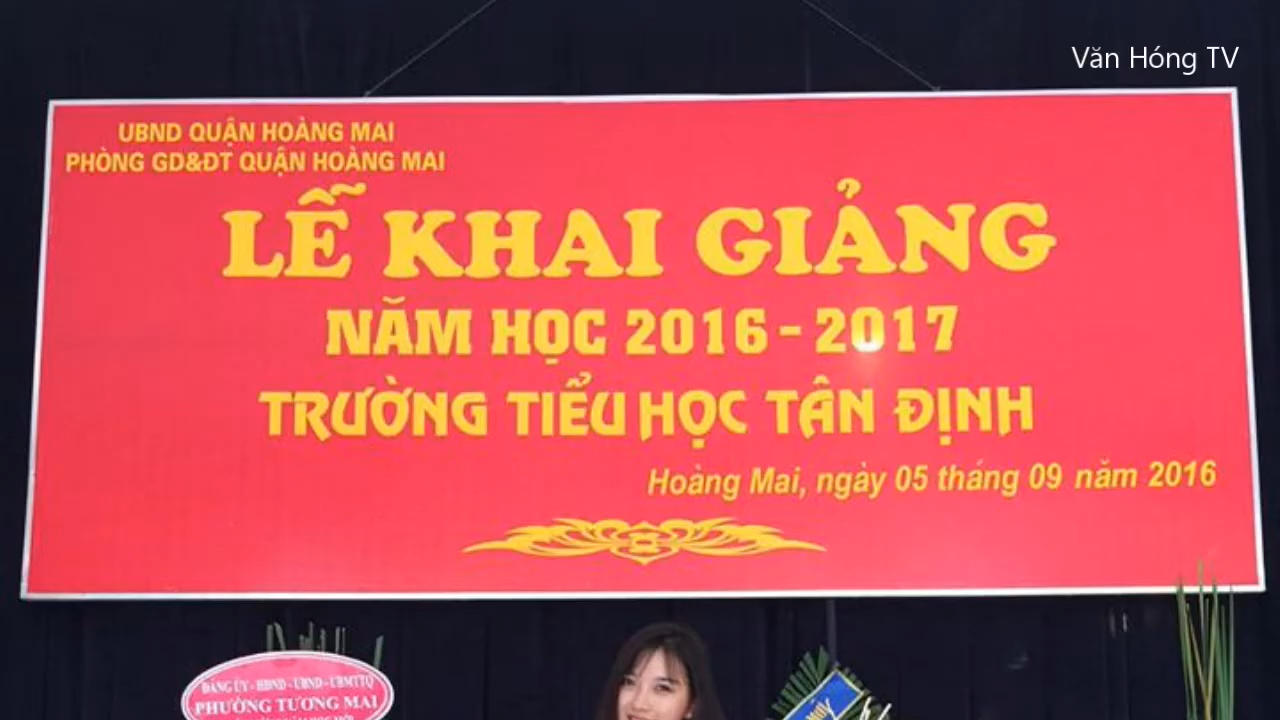 Văn Hóng TV
UBND QUẬN HOÀNG MAI
PHÒNG GD&ĐT QUẬN HOÀNG MAI
LỄ KHAI GIẢNG
NĂM HỌC 2016 - 2017
TRƯỜNG TIỂU HỌC TÂN ĐỊNH
Hoàng Mai, ngày 05 tháng 09 năm 2016
ĐẢNG ỦY - HĐND - UBND - UBMTTQ
PHƯỜNG TƯƠNG MAI